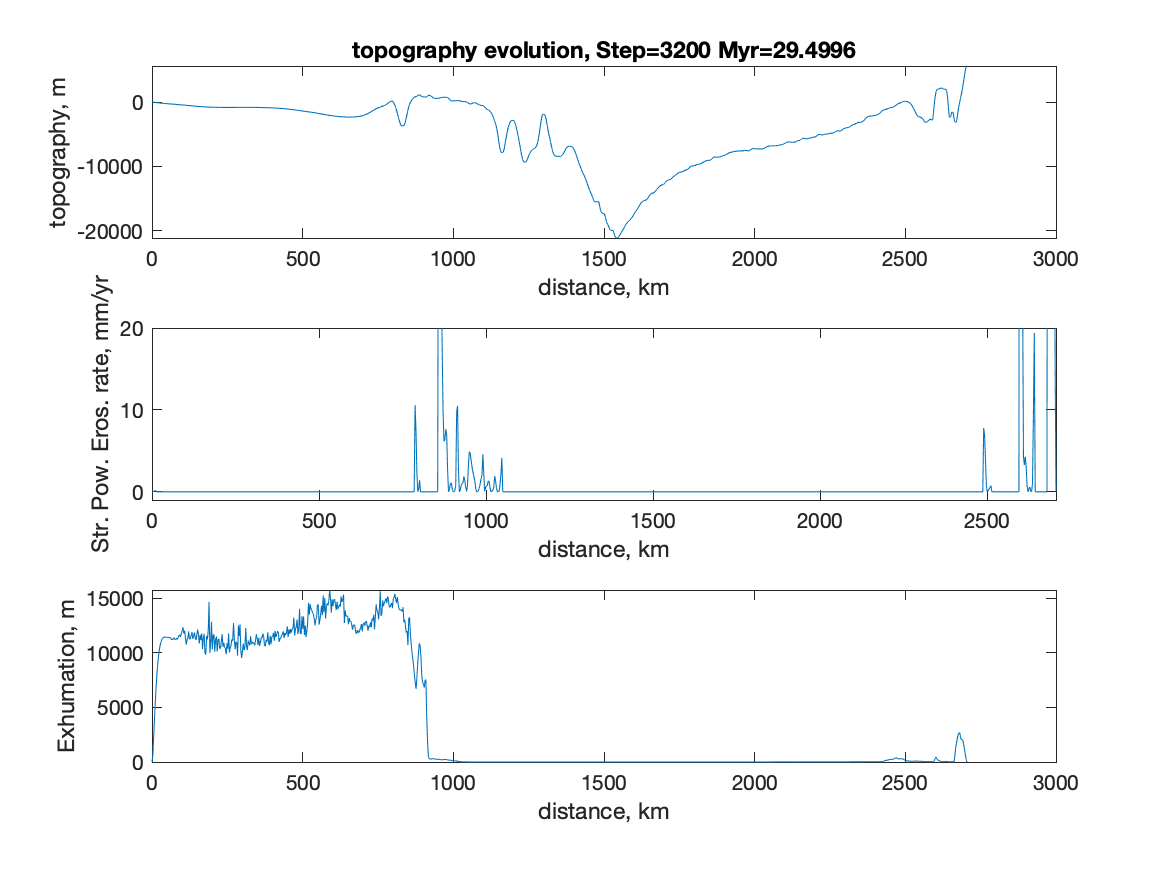 topography evolution, Step=3200 Myr=29.4996
topography, m
0
-10000
-20000
0 500 1000 1500 2000 2500 3000
distance, km
Str. Pow. Eros. rate, mm/yr
20
10
0
0 500 1000 1500 2000 2500
distance, km
Exhumation, m
15000
10000
5000
0
0 500 1000 1500 2000 2500 3000
distance, km